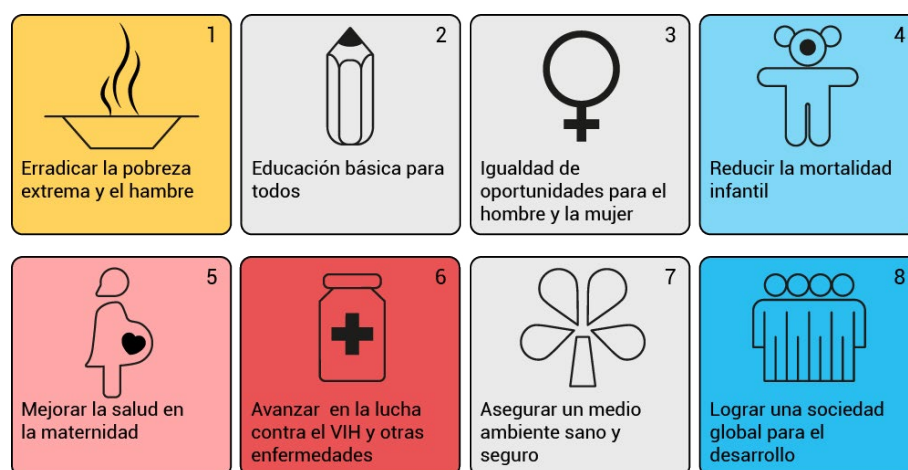 1
Erradicar la pobreza
extrema y el hambre
2
Educación básica para
todos
3
Igualdad de
oportunidades para el
hombre y la mujer
4
Reducir la mortalidad
infantil
5
Mejorar la salud en
la maternidad
6
Avanzar en la lucha
contra el VIH y otras
enfermedades
7
Asegurar un medio
ambiente sano y
seguro
8
Lograr una sociedad
global para el
desarrollo